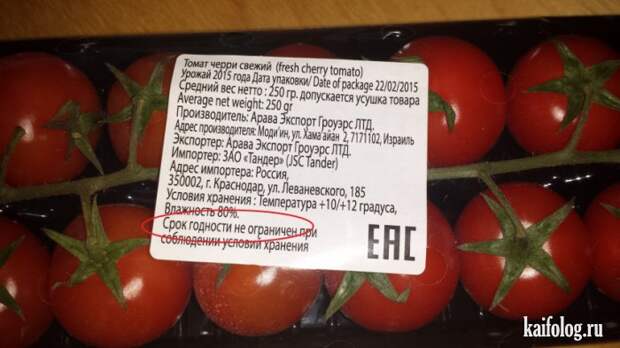 Томат черри свежий (fresh cherry tomato)
Урожай 2015 года Дата упаковки/ Date of package 22/02/2015
Средний вес нетто : 250 гр. допускается усушка товара
Average net weight: 250 gr
Производитель: Арава Экспорт Гроуэрс ЛТД.
Адрес производителя: Моди'ин, ул. Хама'айан 2, 7171102, Израиль
Экспортер: Арава Экспорт Гроуэрс ЛТД.
Импортер: ЗАО «Тандер» (JSC Tander)
Адрес импортера: Россия,
350002, г. Краснодар, ул. Леваневского, 185
Условия хранения : Температура +10/+12 градуса,
Влажность 80%.
Срок годности не ограничен при
соблюдении условий хранения
EAC
kaifolog.ru